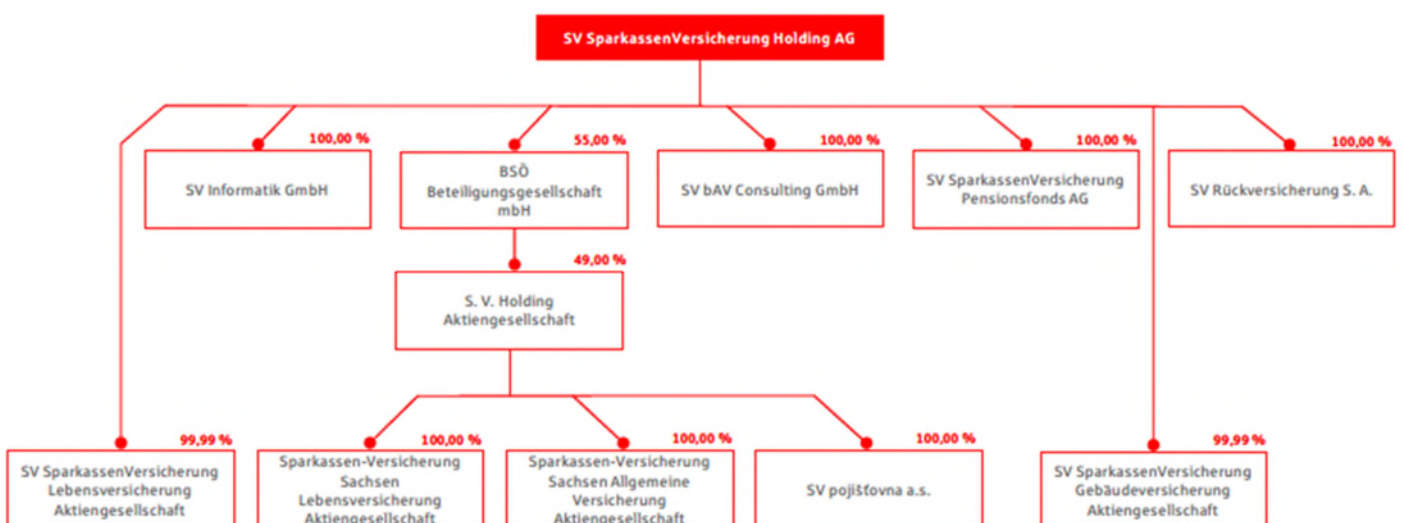 SV SparkassenVersicherung Holding AG
100,00 %
SV Informatik GmbH
55,00 %
BSÖ
Beteiligungsgesellschaft
mbH
100,00 %
SV bAV Consulting GmbH
100,00 %
SV SparkassenVersicherung
Pensionsfonds AG
100,00 %
SV Rückversicherung S. A.
49,00 %
S. V. Holding
Aktiengesellschaft
99,99 %
SV SparkassenVersicherung
Lebensversicherung
Aktiengesellschaft
100,00 %
Sparkassen-Versicherung
Sachsen
Lebensversicherung
Aktiengesellschaft
100,00 %
Sparkassen-Versicherung
Sachsen Allgemeine
Versicherung
Aktiengesellschaft
100,00 %
SV pojišťovna a.s.
99,99 %
SV SparkassenVersicherung
Gebäudeversicherung
Aktiengesellschaft